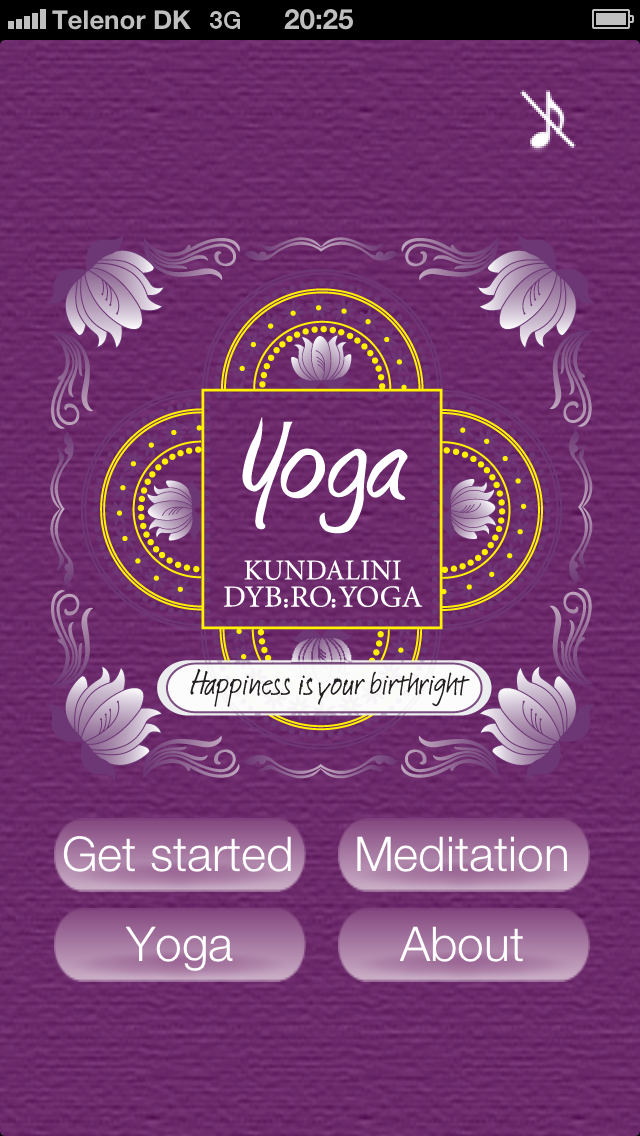 Telenor DK 3G 20:25
Yoga
KUNDALINI
DYB:RO:YOGA
Happiness is your birthright
Get started
Meditation
Yoga
About